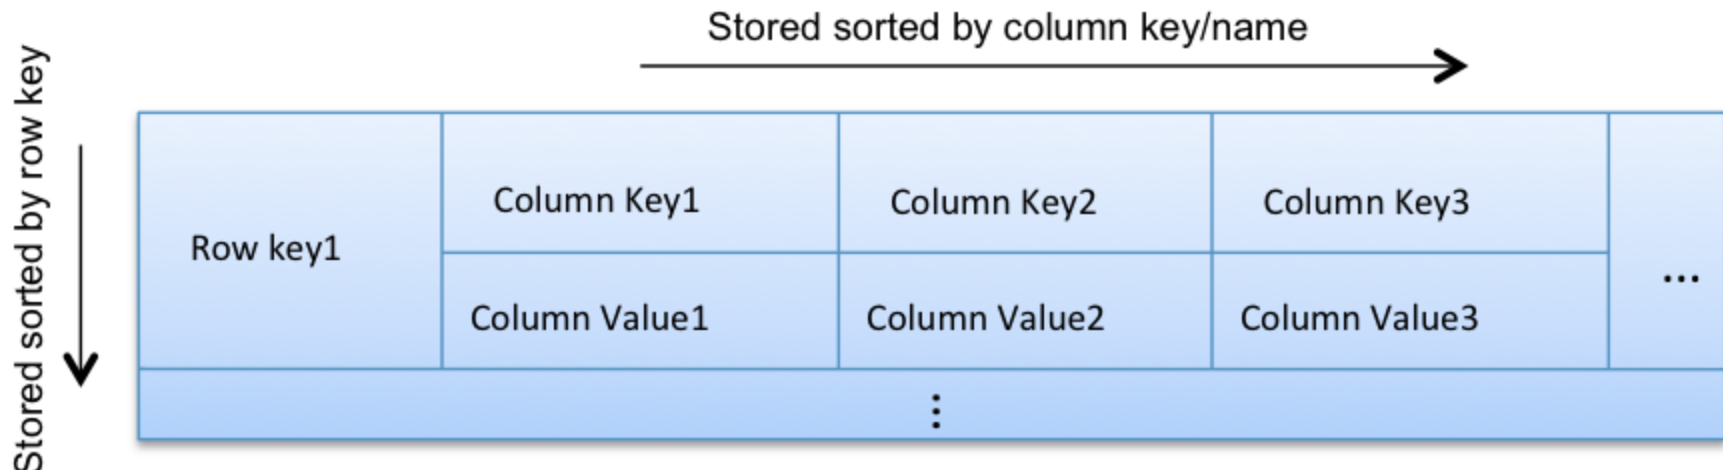 Stored sorted by column key/name
Stored sorted by row key
Row key1
Column Key1
Column Key2
Column Key3
...
Column Value1
Column Value2
Column Value3
⋮